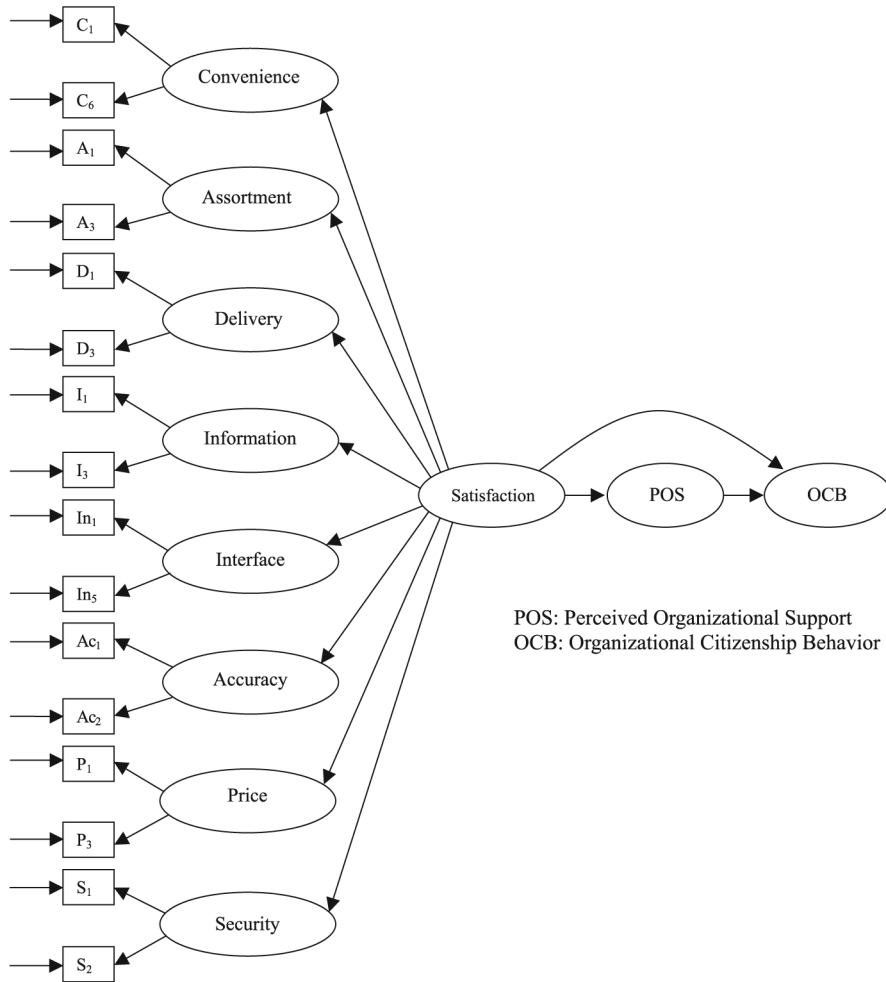 C₁
Convenience
C₆
A₁
Assortment
A₃
D₁
Delivery
D₃
I₁
Information
I₃
Satisfaction
POS
OCB
In₁
Interface
In₅
POS: Perceived Organizational Support
OCB: Organizational Citizenship Behavior
Ac₁
Accuracy
Ac₂
P₁
Price
P₃
S₁
Security
S₂